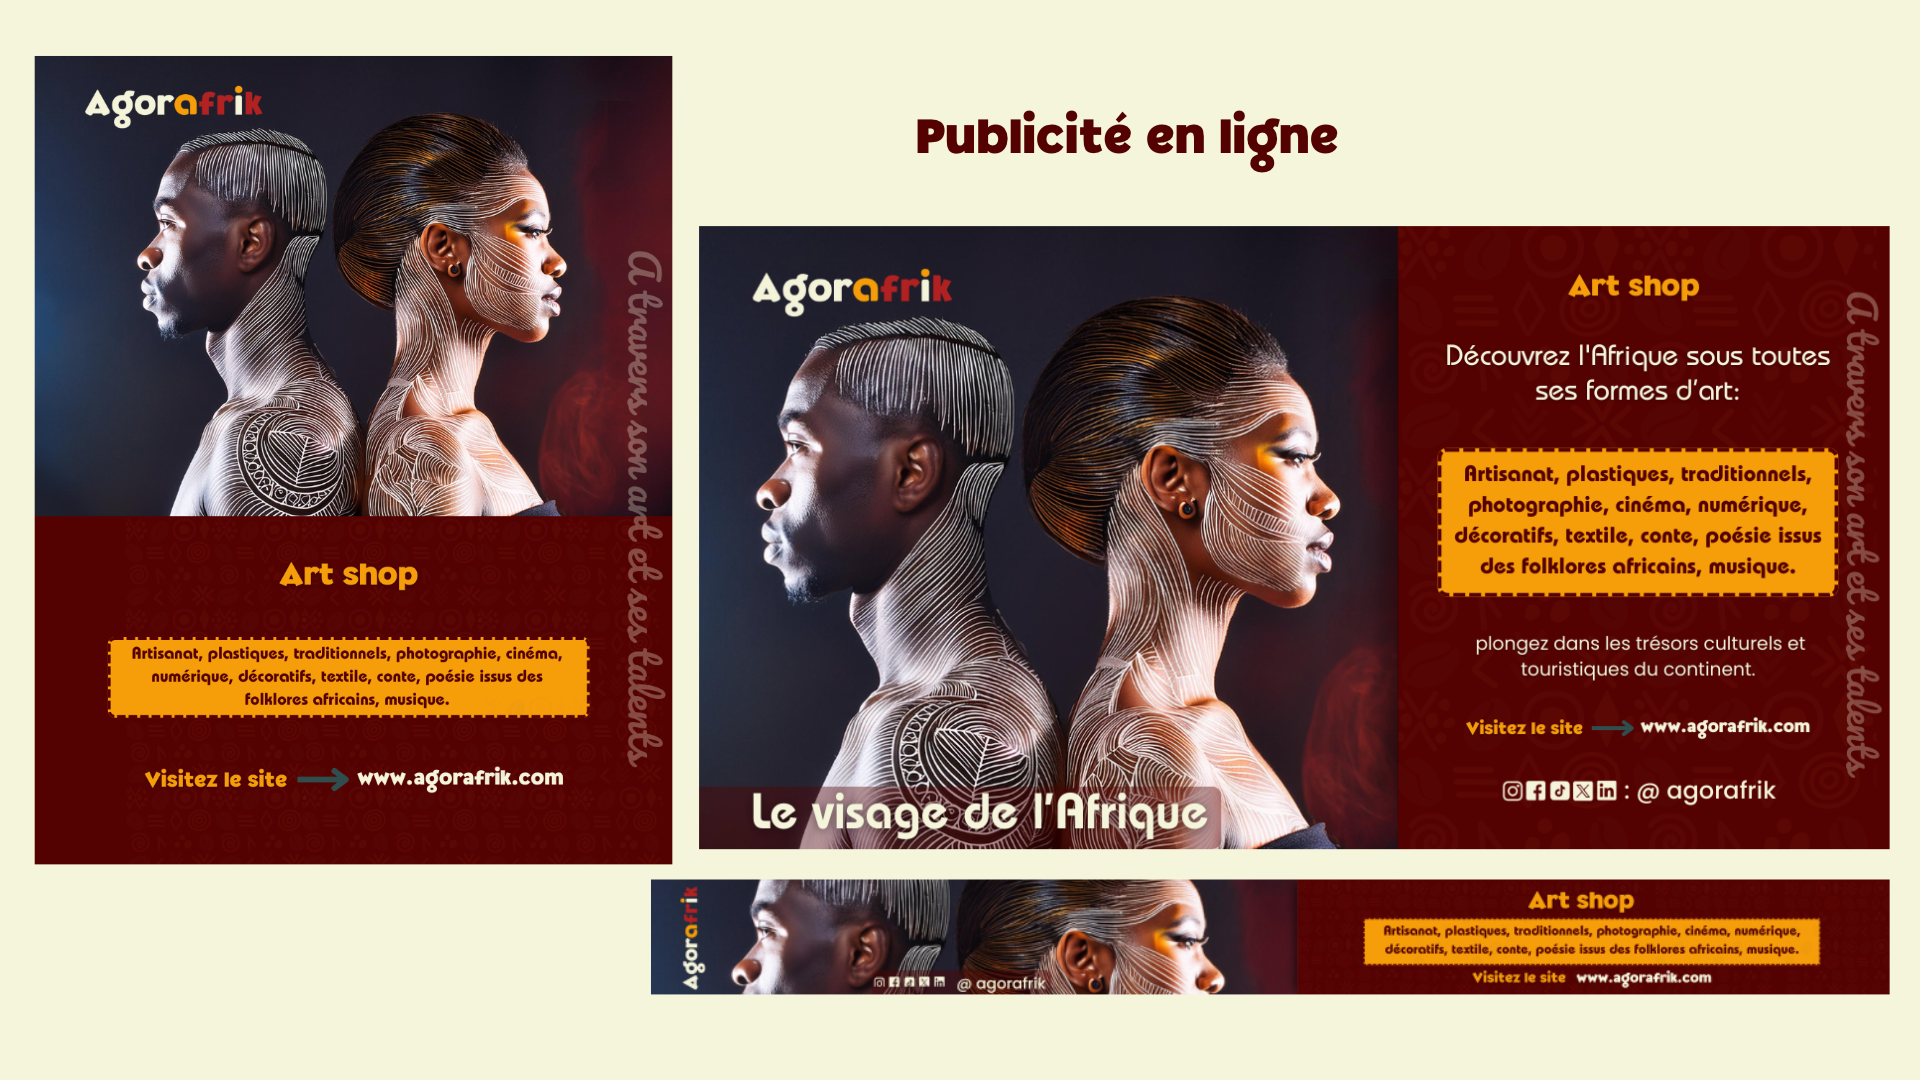 Agorafrik
A travers son art et ses talents
Art shop
Artisanat, plastiques, traditionnels, photographie, cinéma,
numérique, décoratifs, textile, conte, poésie issus des
folklores africains, musique.
Visitez le site www.agorafrik.com
Publicité en ligne
Agorafrik
Le visage de l'Afrique
Art shop
Découvrez l'Afrique sous toutes
ses formes d'art:
Artisanat, plastiques, traditionnels,
photographie, cinéma, numérique,
décoratifs, textile, conte, poésie issus
des folklores africains, musique.
plongez dans les trésors culturels et
touristiques du continent.
Visitez le site www.agorafrik.com
: @ agorafrik
A travers son art et ses talents
Agorafrik
@ agorafrik
Art shop
Artisanat, plastiques, traditionnels, photographie, cinéma, numérique,
décoratifs, textile, conte, poésie issus des folklores africains, musique.
Visitez le site www.agorafrik.com